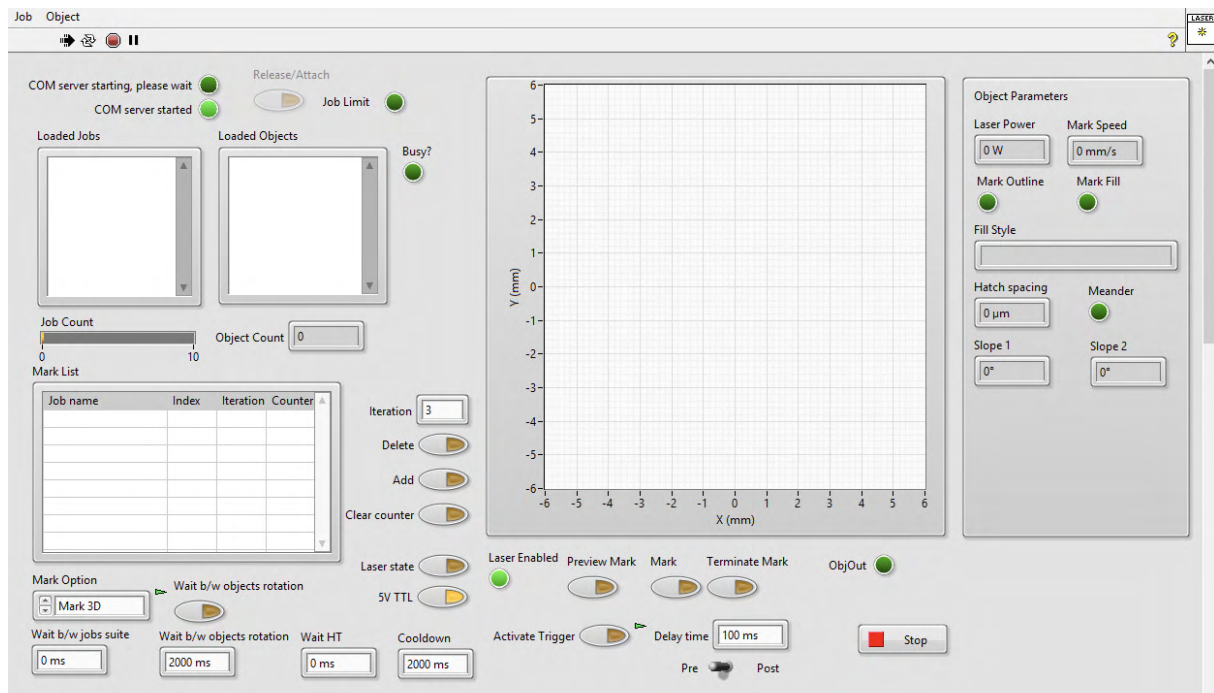 Job Object
LASER
COM server starting, please wait
COM server started
Release/Attach
Job Limit
Loaded Jobs
Loaded Objects
Busy?
Job Count
0 10
Object Count 0
Mark List
Job name Index Iteration Counter
Iteration 3
Delete
Add
Clear counter
Laser state
5V TTL
Mark Option
Mark 3D
Wait b/w objects rotation
Wait b/w jobs suite
0 ms
Wait b/w objects rotation
2000 ms
Wait HT
0 ms
Cooldown
2000 ms
6
5
4
3
2
1
0
-1
-2
-3
-4
-5
-6
Y (mm)
-6 -5 -4 -3 -2 -1 0 1 2 3 4 5 6
X (mm)
Laser Enabled
Preview Mark
Mark
Terminate Mark
ObjOut
Activate Trigger
Delay time 100 ms
Pre Post
Stop
Object Parameters
Laser Power Mark Speed
0 W 0 mm/s
Mark Outline Mark Fill
Fill Style
Hatch spacing Meander
0 µm
Slope 1 Slope 2
0° 0°